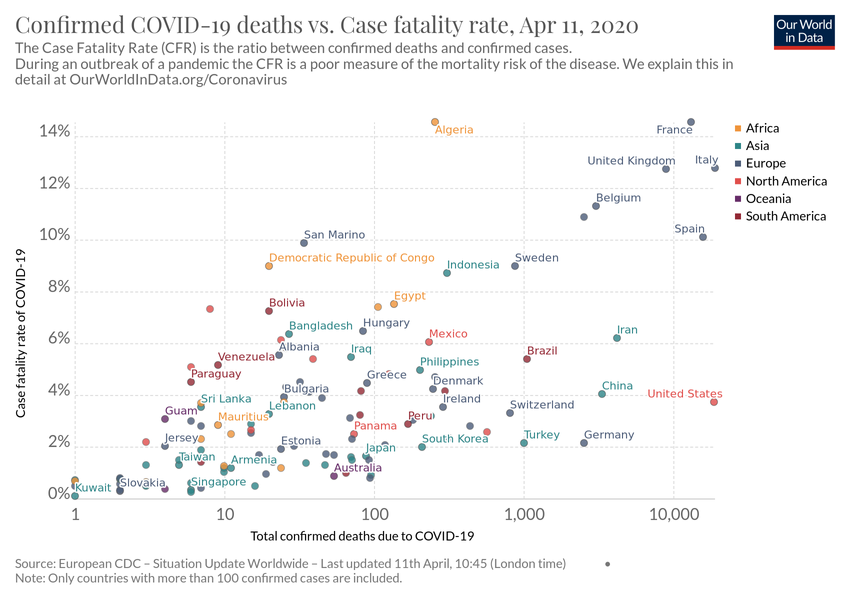 Confirmed COVID-19 deaths vs. Case fatality rate, Apr 11, 2020
Our World
in Data
The Case Fatality Rate (CFR) is the ratio between confirmed deaths and confirmed cases.
During an outbreak of a pandemic the CFR is a poor measure of the mortality risk of the disease. We explain this in
detail at OurWorldInData.org/Coronavirus
14%
Algeria
France
Africa
Asia
Europe
North America
Oceania
South America
United Kingdom
Italy
12%
Belgium
Spain
10%
San Marino
Democratic Republic of Congo
Indonesia
Sweden
8%
Egypt
Bolivia
Bangladesh
Hungary
6%
Mexico
Iran
Albania
Iraq
Brazil
Venezuela
Philippines
Paraguay
Greece
Denmark
4%
Bulgaria
China
United States
Sri Lanka
Ireland
Lebanon
Switzerland
Guam
Mauritius
Peru
Panama
2%
Jersey
Estonia
Japan
South Korea
Turkey
Germany
Taiwan
Armenia
Australia
Kuwait
Slovakia
Singapore
0%
1
10
100
1,000
10,000
Case fatality rate of COVID-19
Total confirmed deaths due to COVID-19
Source: European CDC – Situation Update Worldwide – Last updated 11th April, 10:45 (London time)
Note: Only countries with more than 100 confirmed cases are included.